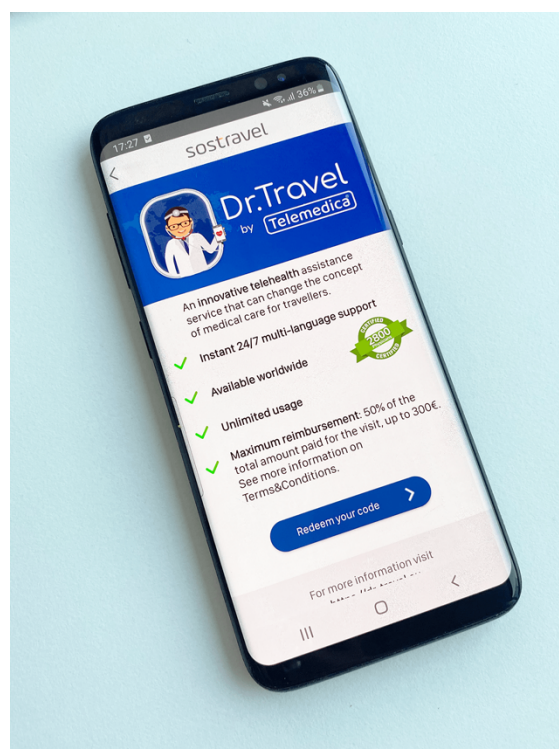 17:27
36%
sostravel
Dr.Travel
by Telemedica
An innovative telehealth assistance
service that can change the concept
of medical care for travellers.
Instant 24/7 multi-language support
Available worldwide
CERTIFIED
2800
CERTIFIED
Unlimited usage
Maximum reimbursement: 50% of the
total amount paid for the visit, up to 300€.
See more information on
Terms&Conditions.
Redeem your code
For more information visit